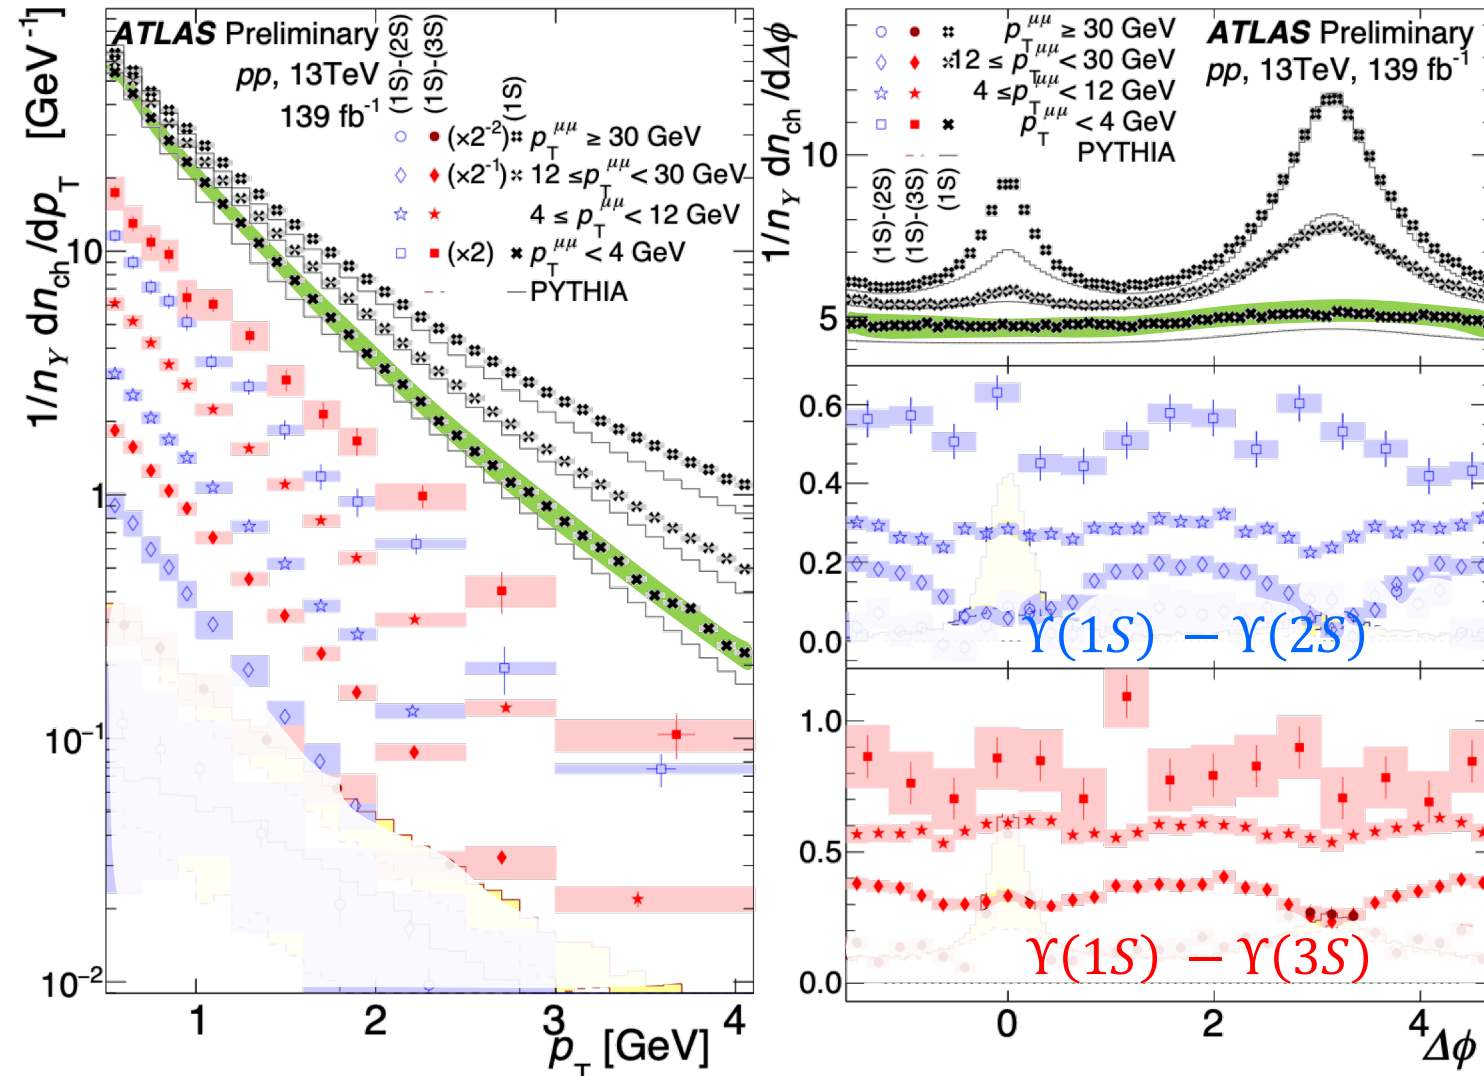 ATLAS Preliminary
pp, 13TeV
139 fb⁻¹
(1S)-(2S)
(1S)-(3S)
(1S)
(×2⁻²) p_T^μμ ≥ 30 GeV
(×2⁻¹) 12 ≤ p_T^μμ < 30 GeV
4 ≤ p_T^μμ < 12 GeV
(×2) p_T^μμ < 4 GeV
PYTHIA
1/n_Y dn_ch/dp_T [GeV⁻¹]
10
1
10⁻¹
10⁻²
1 2 3 4
p_T [GeV]
ATLAS Preliminary
pp, 13TeV, 139 fb⁻¹
p_T^μμ ≥ 30 GeV
12 ≤ p_T^μμ < 30 GeV
4 ≤ p_T^μμ < 12 GeV
p_T^μμ < 4 GeV
PYTHIA
(1S)-(2S)
(1S)-(3S)
(1S)
1/n_Y dn_ch/dΔϕ
10
5
0.6
0.4
0.2
0.0
ϒ(1S) − ϒ(2S)
1.0
0.5
0.0
ϒ(1S) − ϒ(3S)
0 2 4
Δϕ